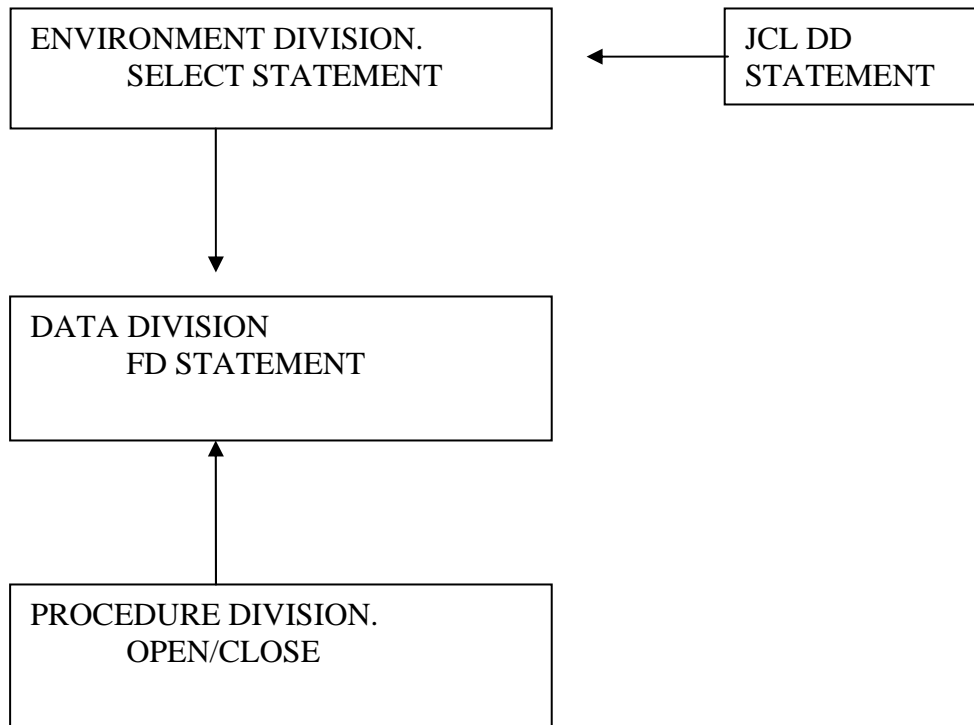 ENVIRONMENT DIVISION.
SELECT STATEMENT
JCL DD
STATEMENT
DATA DIVISION
FD STATEMENT
PROCEDURE DIVISION.
OPEN/CLOSE